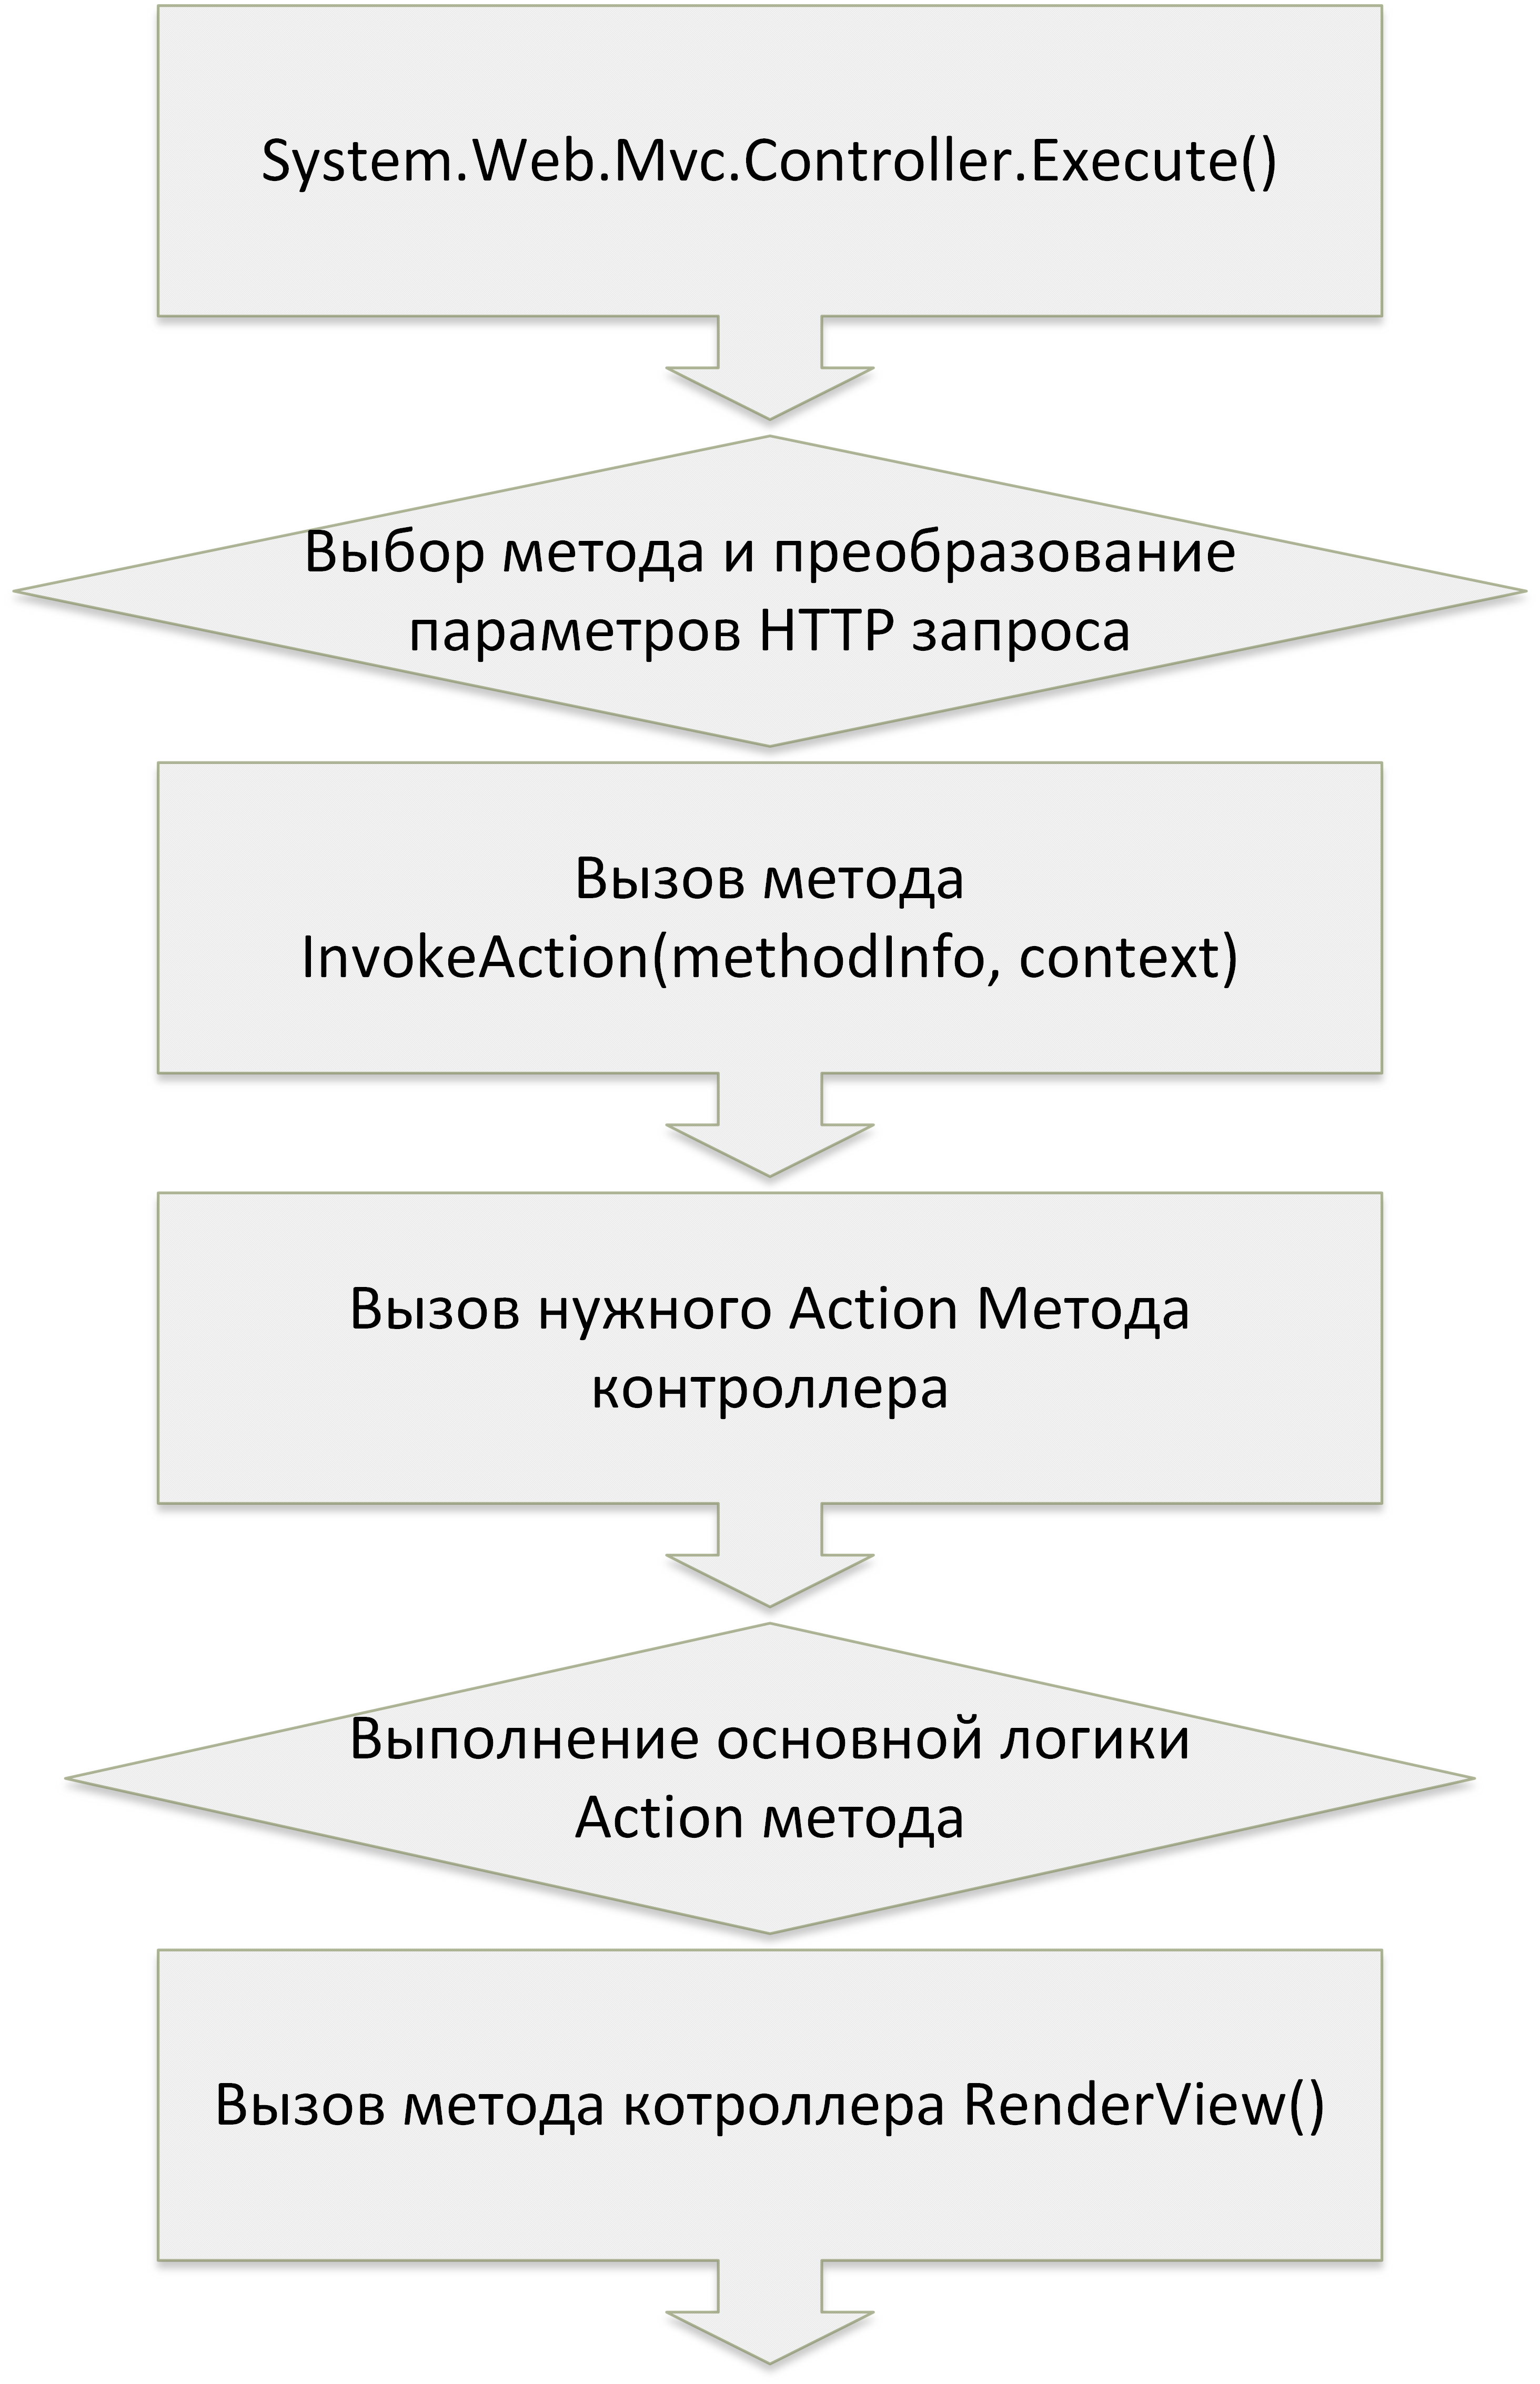 System.Web.Mvc.Controller.Execute()
Выбор метода и преобразование
параметров HTTP запроса
Вызов метода
InvokeAction(methodInfo, context)
Вызов нужного Action Метода
контроллера
Выполнение основной логики
Action метода
Вызов метода котроллера RenderView()